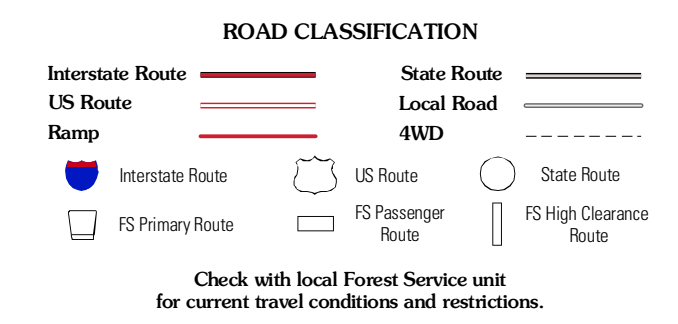 ROAD CLASSIFICATION
Interstate Route
State Route
US Route
Local Road
Ramp
4WD
Interstate Route
US Route
State Route
FS Primary Route
FS Passenger
Route
FS High Clearance
Route
Check with local Forest Service unit
for current travel conditions and restrictions.